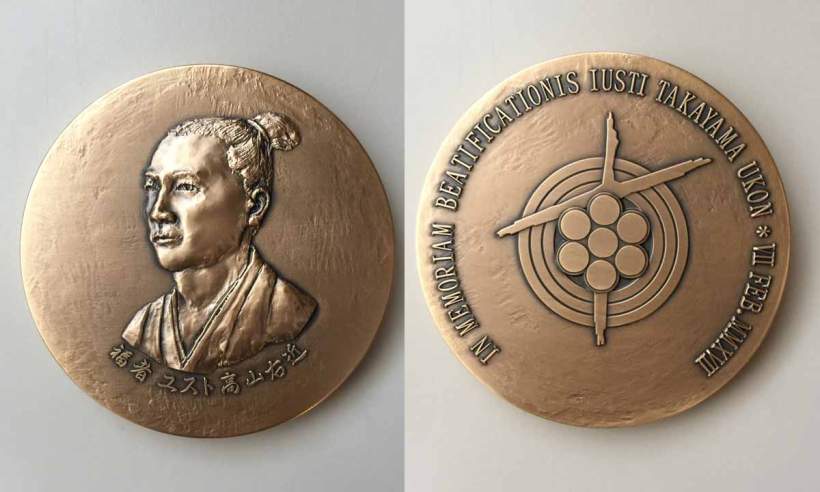 福者 ユスト 高山右近
IN MEMORIAM BEATIFICATIONIS IUSTI TAKAYAMA UKON * VII FEB. MMXVII